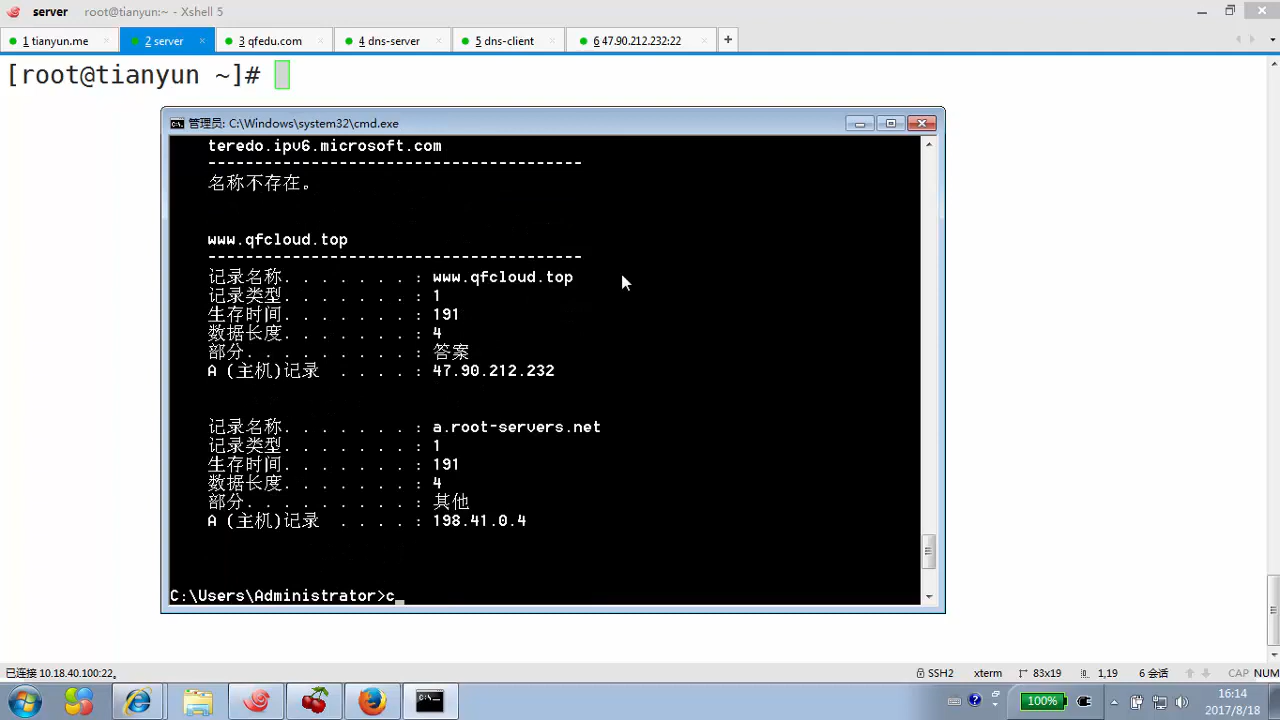 server root@tianyun:~ - Xshell 5
1 tianyun.me × 2 server × 3 qfedu.com × 4 dns-server × 5 dns-client × 6 47.90.212.232:22 × +
[root@tianyun ~]#
管理员: C:\Windows\system32\cmd.exe
teredo.ipv6.microsoft.com
----------------------------------------
名称不存在。
www.qfcloud.top
----------------------------------------
记录名称. . . . . . . : www.qfcloud.top
记录类型. . . . . . . : 1
生存时间. . . . . . . : 191
数据长度. . . . . . . : 4
部分. . . . . . . . . : 答案
A (主机)记录 . . . . : 47.90.212.232
记录名称. . . . . . . : a.root-servers.net
记录类型. . . . . . . : 1
生存时间. . . . . . . : 191
数据长度. . . . . . . : 4
部分. . . . . . . . . : 其他
A (主机)记录 . . . . : 198.41.0.4
C:\Users\Administrator>c_
已连接 10.18.40.100:22。 SSH2 xterm 83x19 1,19 6 会话 CAP NUM
100% 16:14
2017/8/18